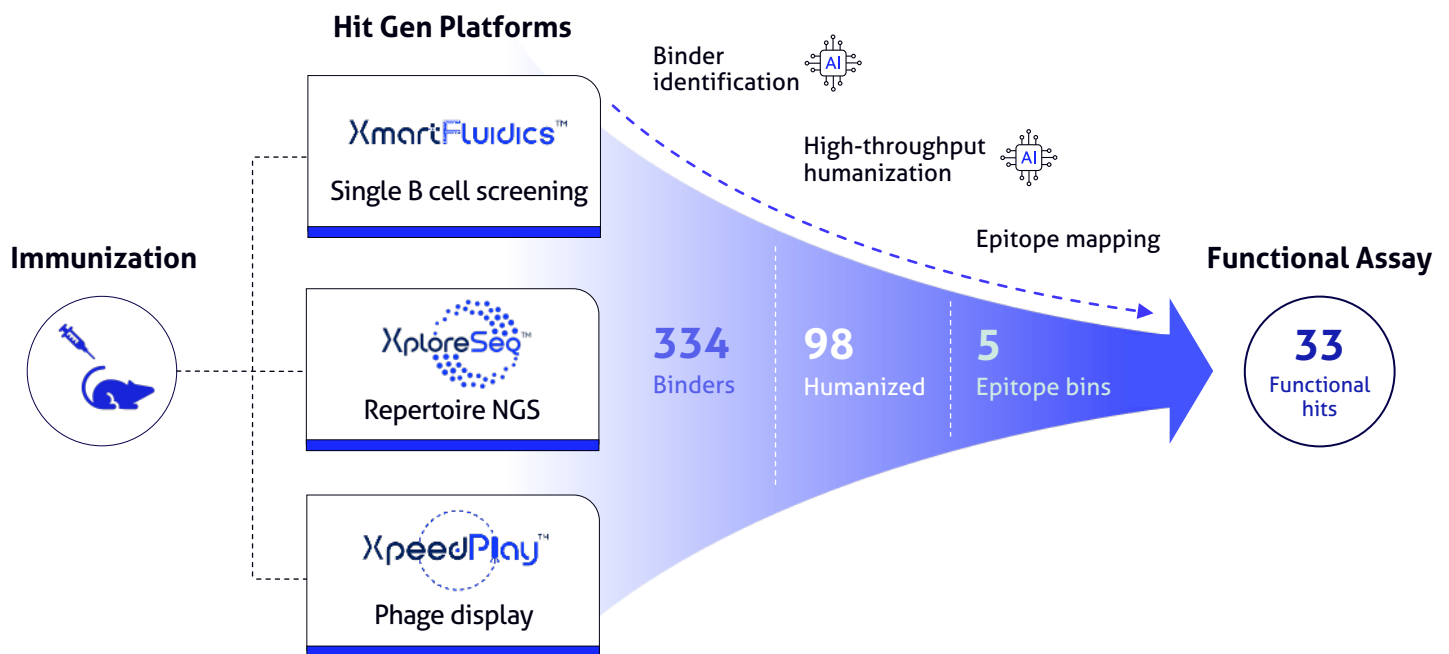 Hit Gen Platforms
Binder
identification
AI
XmartFluidics™
High-throughput
humanization
AI
Single B cell screening
Epitope mapping
Immunization
Functional Assay
XploreSeq™
334
Binders
98
Humanized
5
Epitope bins
33
Functional
hits
Repertoire NGS
XpeedPlay™
Phage display